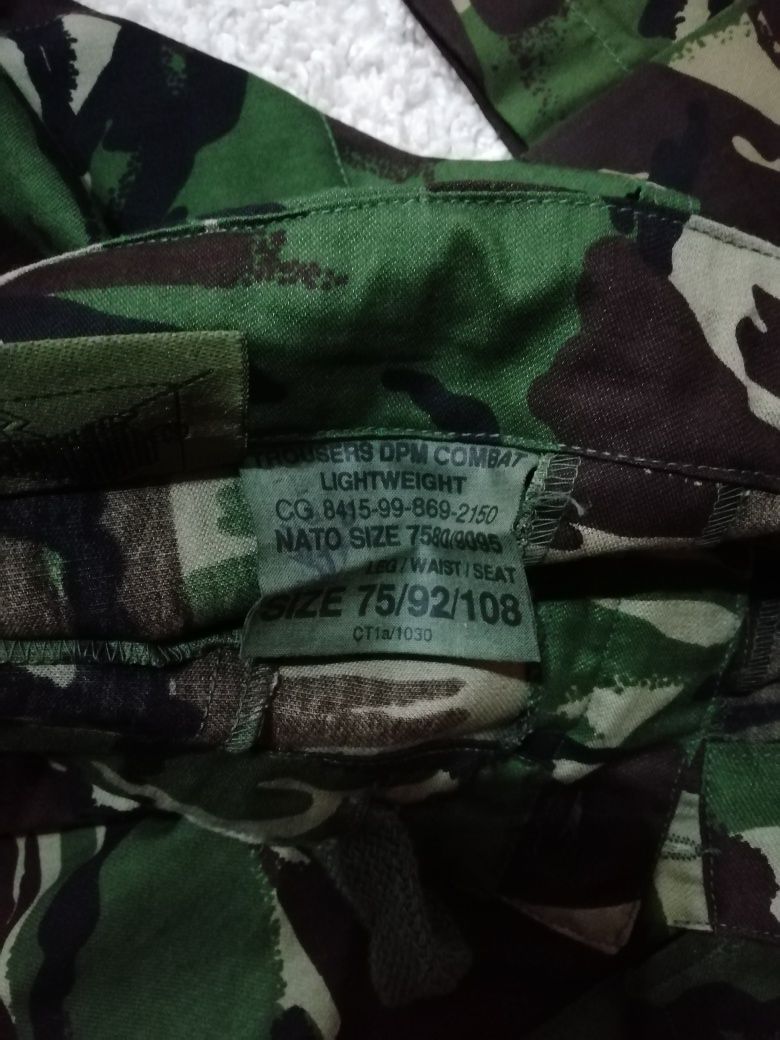 TROUSERS DPM COMBAT
LIGHTWEIGHT
CG. 8415-99-869-2150
NATO SIZE 7580/9095
LEG / WAIST / SEAT
SIZE 75/92/108
CT1a/1030